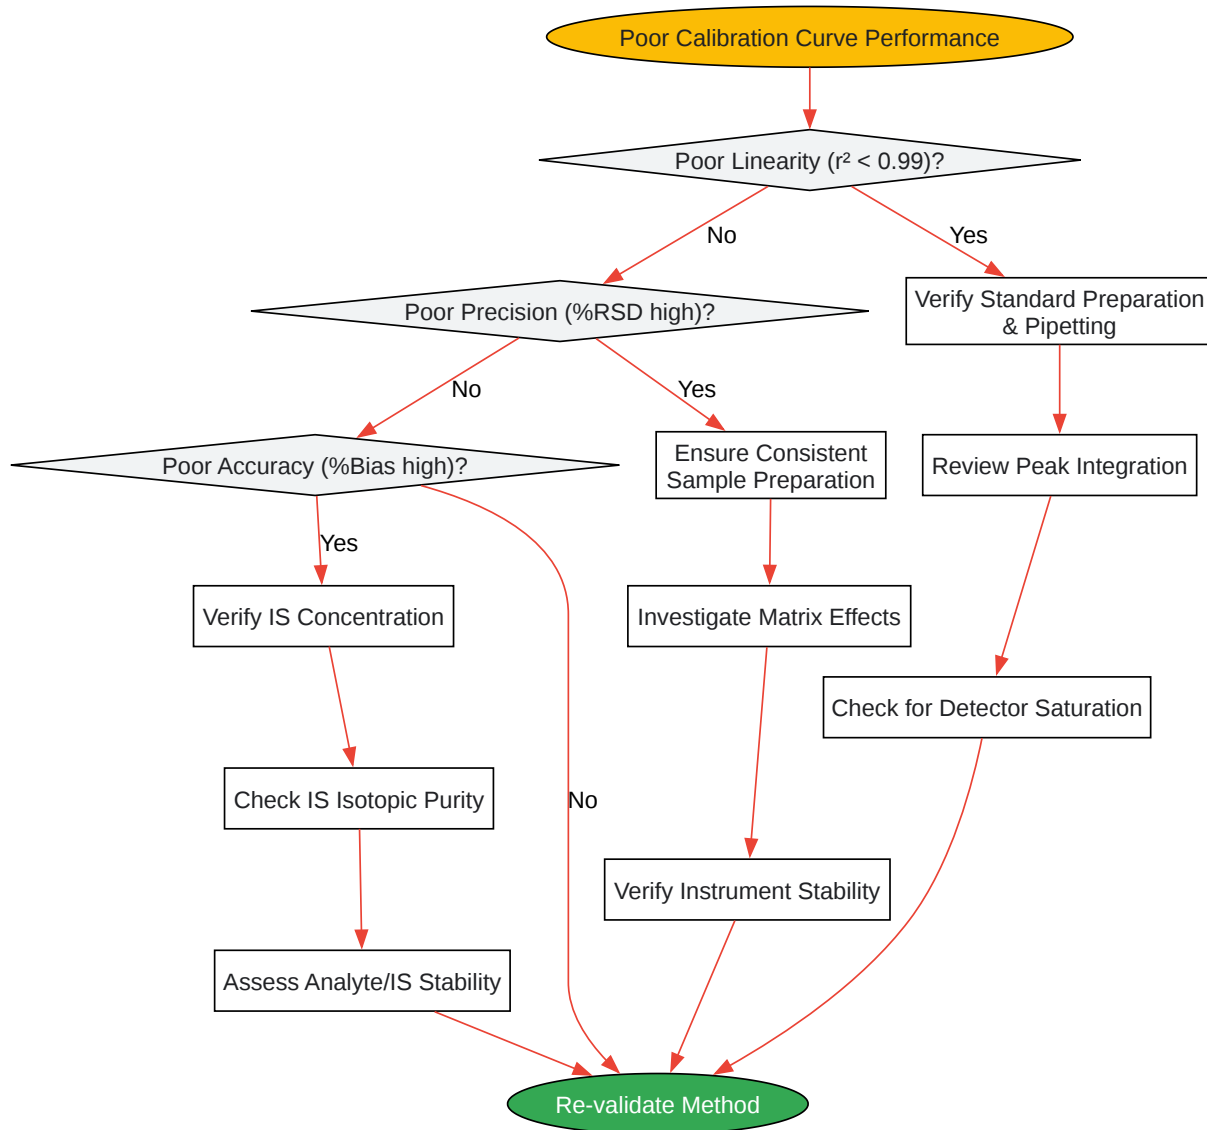 Poor Calibration Curve Performance
Poor Linearity (r² < 0.99)?
No
Yes
Poor Precision (%RSD high)?
Verify Standard Preparation
& Pipetting
No
Yes
Poor Accuracy (%Bias high)?
Ensure Consistent
Sample Preparation
Review Peak Integration
Yes
Verify IS Concentration
Investigate Matrix Effects
Check for Detector Saturation
Check IS Isotopic Purity
No
Verify Instrument Stability
Assess Analyte/IS Stability
Re-validate Method